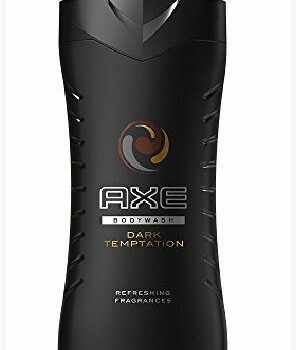 AXE
BODYWASH
DARK
TEMPTATION
REFRESHING
FRAGRANCES